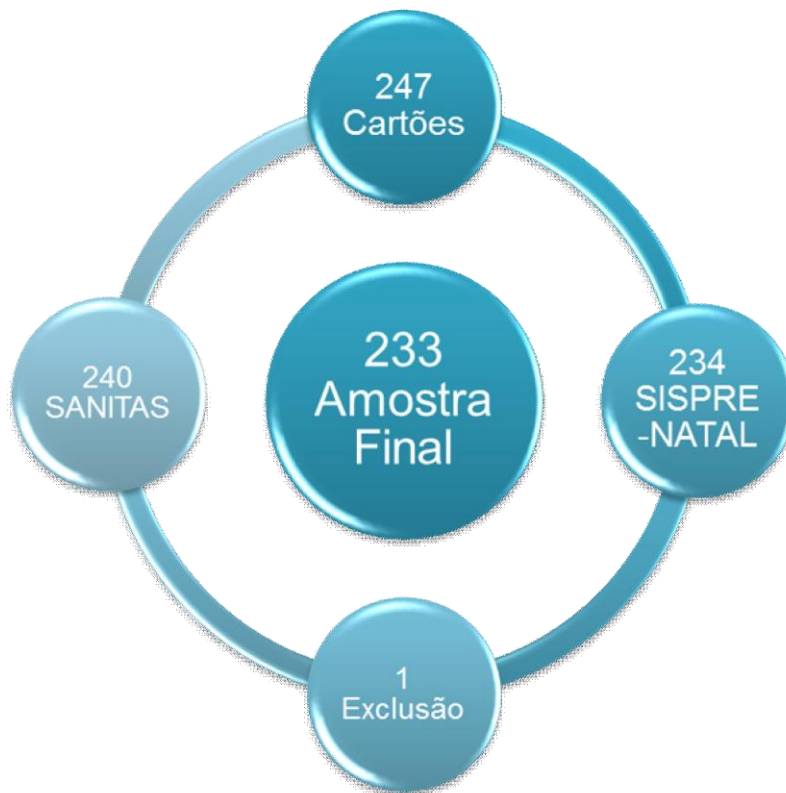 247
Cartões
240
SANITAS
233
Amostra
Final
234
SISPRE
-NATAL
1
Exclusão